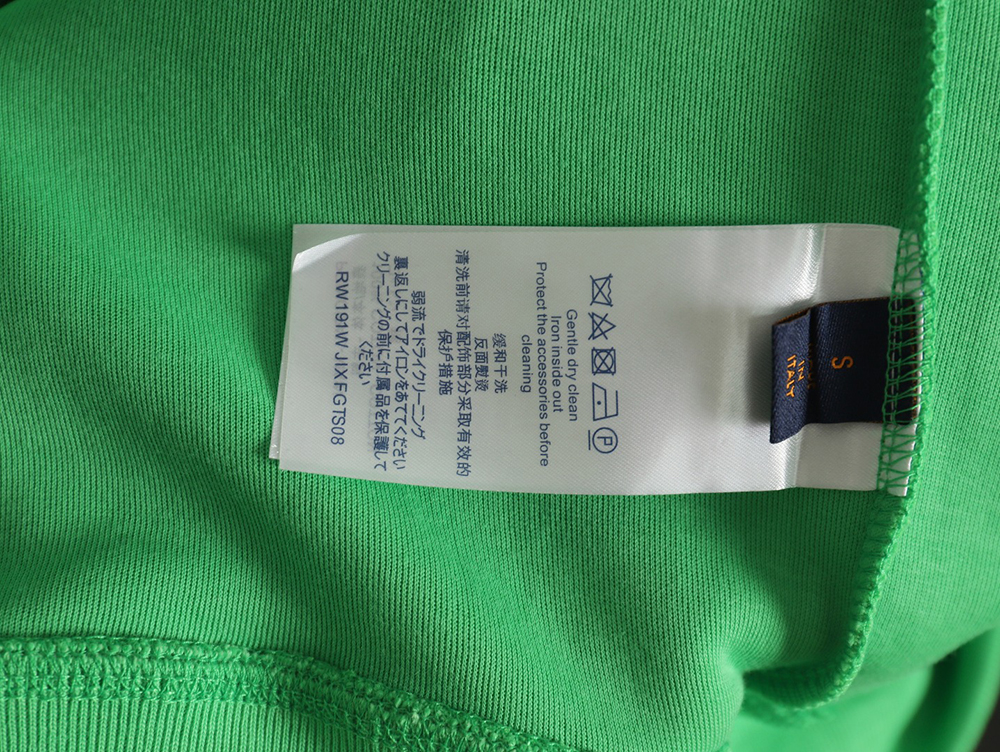 Gentle dry clean
Iron inside out
Protect the accessories before
cleaning
缓和干洗
反面熨烫
清洗前请对配饰部分采取有效的
保护措施
弱流でドライクリーニング
裏返しにしてアイロンをあててください
クリーニングの前に付属品を保護して
ください
RW191W JIXFGTS08
P
S
IN
ITALY